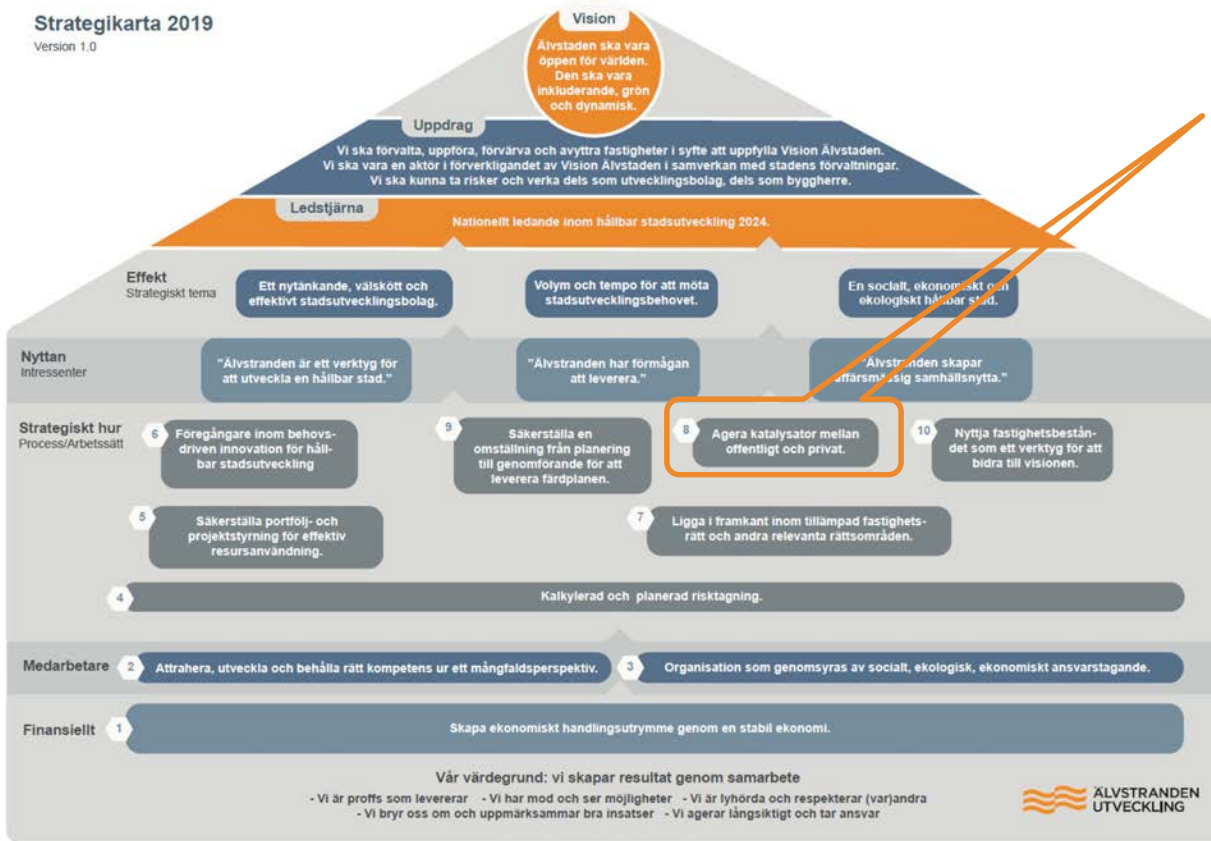 Strategikarta 2019
Version 1.0
Vision
Älvstaden ska vara
öppen för världen.
Den ska vara
inkluderande, grön
och dynamisk.
Uppdrag
Vi ska förvalta, uppföra, förvärva och avyttra fastigheter i syfte att uppfylla Vision Älvstaden.
Vi ska vara en aktör i förverkligandet av Vision Älvstaden i samverkan med stadens förvaltningar.
Vi ska kunna ta risker och verka dels som utvecklingsbolag, dels som byggherre.
Ledstjärna
Nationellt ledande inom hållbar stadsutveckling 2024.
Effekt
Strategiskt tema
Ett nytänkande, välskött och
effektivt stadsutvecklingsbolag.
Volym och tempo för att möta
stadsutvecklingsbehovet.
En socialt, ekonomiskt och
ekologiskt hållbar stad.
Nyttan
Intressenter
"Älvstranden är ett verktyg för
att utveckla en hållbar stad."
"Älvstranden har förmågan
att leverera."
"Älvstranden skapar
affärsmässig samhällsnytta."
Strategiskt hur
Process/Arbetssätt
6
Föregångare inom behovs-
driven innovation för håll-
bar stadsutveckling
9
Säkerställa en
omställning från planering
till genomförande för att
leverera färdplanen.
8
Agera katalysator mellan
offentligt och privat.
10
Nyttja fastighetsbestån-
det som ett verktyg för att
bidra till visionen.
5
Säkerställa portfölj- och
projektstyrning för effektiv
resursanvändning.
7
Ligga i framkant inom tillämpad fastighets-
rätt och andra relevanta rättsområden.
4
Kalkylerad och planerad risktagning.
Medarbetare
2
Attrahera, utveckla och behålla rätt kompetens ur ett mångfaldsperspektiv.
3
Organisation som genomsyras av socialt, ekologisk, ekonomiskt ansvarstagande.
Finansiellt
1
Skapa ekonomiskt handlingsutrymme genom en stabil ekonomi.
Vår värdegrund: vi skapar resultat genom samarbete
- Vi är proffs som levererar - Vi har mod och ser möjligheter - Vi är lyhörda och respekterar (var)andra
- Vi bryr oss om och uppmärksammar bra insatser - Vi agerar långsiktigt och tar ansvar
ÄLVSTRANDEN
UTVECKLING